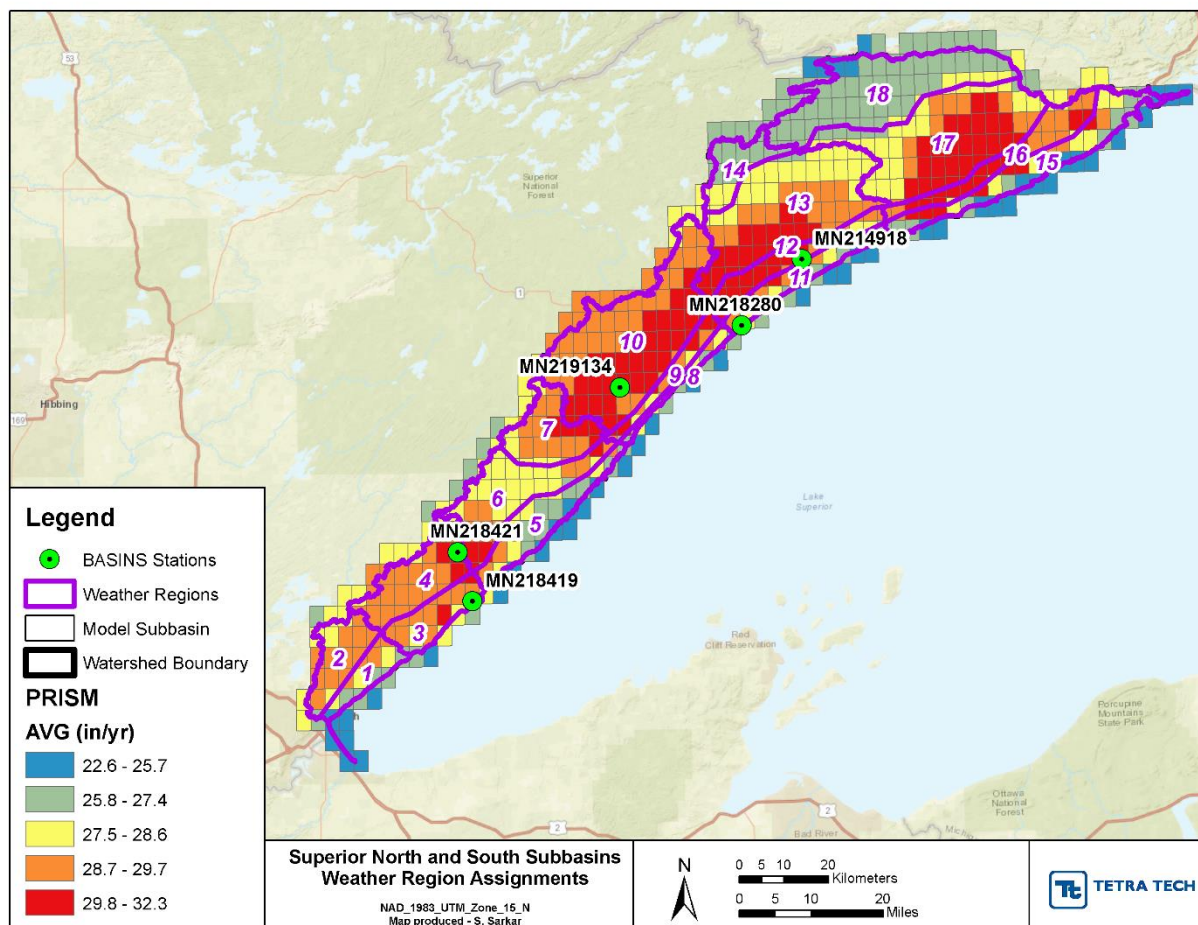 53
18
17
16
15
14
Superior
National
Forest
13
MN214918
12
11
MN218280
1
10
MN219134
9
8
Hibbing
169
7
Lake
Superior
6
5
MN218421
4
MN218419
3
Red
Cliff Reservation
2
1
Porcupine
Mountains
State Park
Ottawa
National
Forest
2
2
Bad River
Legend
BASINS Stations
Weather Regions
Model Subbasin
Watershed Boundary
PRISM
AVG (in/yr)
22.6 - 25.7
25.8 - 27.4
27.5 - 28.6
28.7 - 29.7
29.8 - 32.3
Superior North and South Subbasins
Weather Region Assignments
NAD_1983_UTM_Zone_15_N
Map produced - S. Sarkar
N
0 5 10 20
Kilometers
0 5 10 20
Miles
Tt TETRA TECH